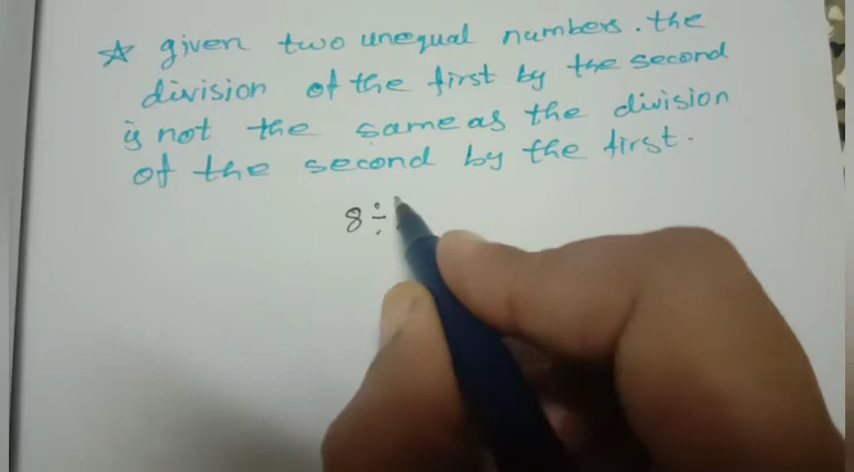 ☆ given two unequal numbers. the
division of the first by the second
is not the same as the division
of the second by the first.
8 ÷